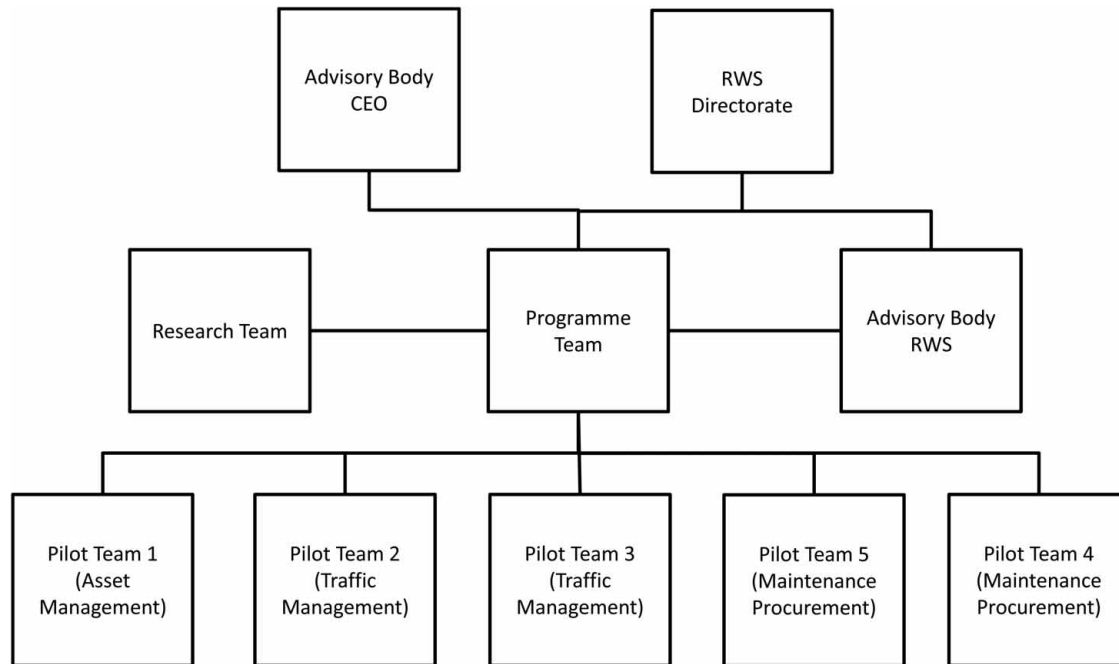 Advisory Body
CEO
RWS
Directorate
Research Team
Programme
Team
Advisory Body
RWS
Pilot Team 1
(Asset
Management)
Pilot Team 2
(Traffic
Management)
Pilot Team 3
(Traffic
Management)
Pilot Team 5
(Maintenance
Procurement)
Pilot Team 4
(Maintenance
Procurement)